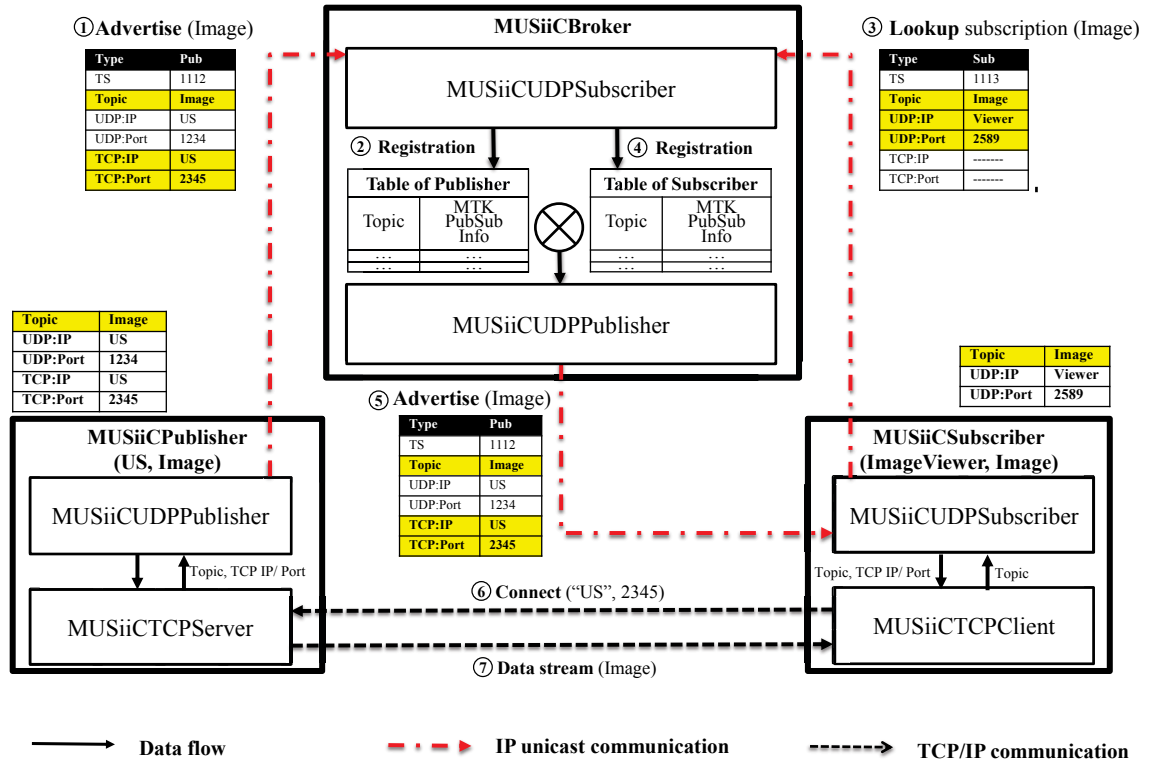 ① Advertise (Image)
Type Pub
TS 1112
Topic Image
UDP:IP US
UDP:Port 1234
TCP:IP US
TCP:Port 2345
MUSiiCBroker
MUSiiCUDPSubscriber
② Registration
④ Registration
Table of Publisher
Topic MTK PubSub Info
... ...
... ...
Table of Subscriber
Topic MTK PubSub Info
... ...
... ...
MUSiiCUDPPublisher
③ Lookup subscription (Image)
Type Sub
TS 1113
Topic Image
UDP:IP Viewer
UDP:Port 2589
TCP:IP -------
TCP:Port -------
Topic Image
UDP:IP US
UDP:Port 1234
TCP:IP US
TCP:Port 2345
MUSiiCPublisher
(US, Image)
MUSiiCUDPPublisher
Topic, TCP IP/ Port
MUSiiCTCPServer
⑤ Advertise (Image)
Type Pub
TS 1112
Topic Image
UDP:IP US
UDP:Port 1234
TCP:IP US
TCP:Port 2345
Topic Image
UDP:IP Viewer
UDP:Port 2589
MUSiiCSubscriber
(ImageViewer, Image)
MUSiiCUDPSubscriber
Topic, TCP IP/ Port
Topic
MUSiiCTCPClient
⑥ Connect (“US”, 2345)
⑦ Data stream (Image)
Data flow
IP unicast communication
TCP/IP communication